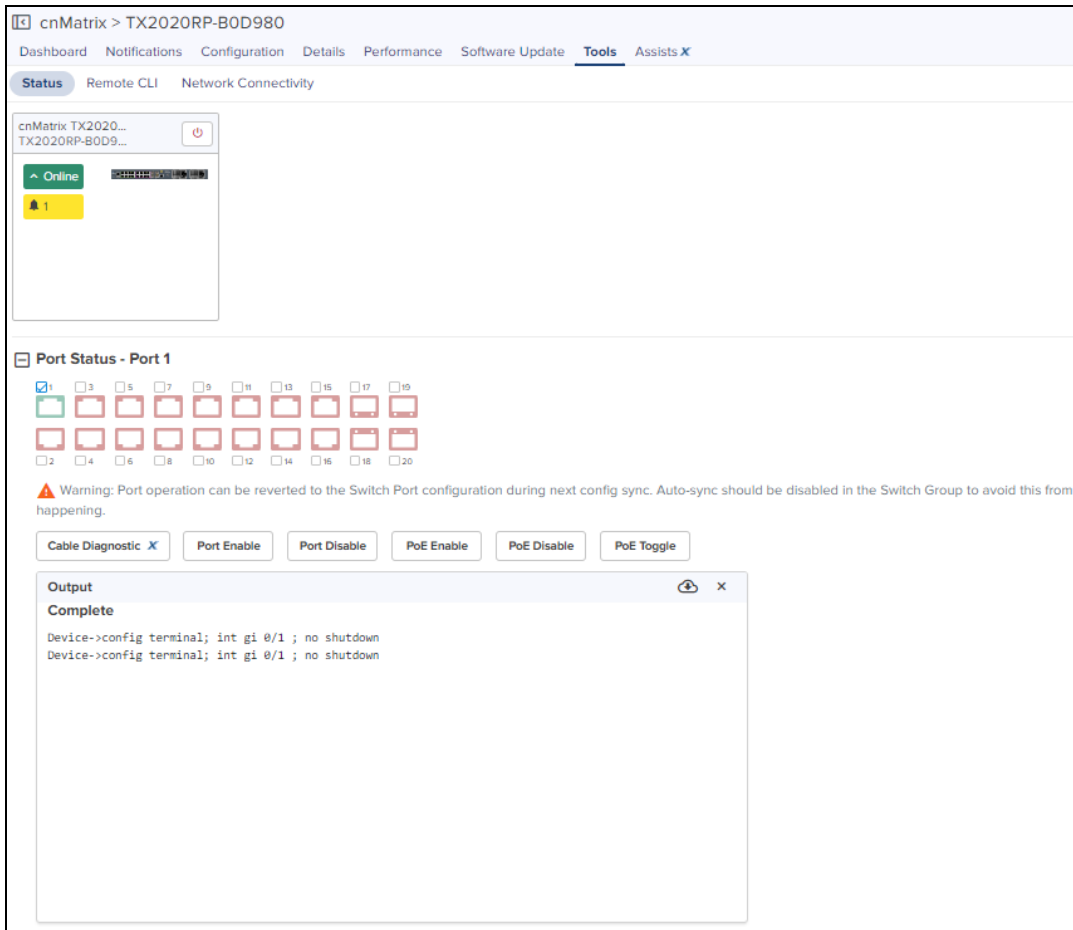 cnMatrix > TX2020RP-B0D980
Dashboard Notifications Configuration Details Performance Software Update Tools Assists X
Status Remote CLI Network Connectivity
cnMatrix TX2020...
TX2020RP-B0D9...
Online
1
Port Status - Port 1
1 3 5 7 9 11 13 15 17 19
2 4 6 8 10 12 14 16 18 20
Warning: Port operation can be reverted to the Switch Port configuration during next config sync. Auto-sync should be disabled in the Switch Group to avoid this from
happening.
Cable Diagnostic X Port Enable Port Disable PoE Enable PoE Disable PoE Toggle
Output
Complete
Device->config terminal; int gi 0/1 ; no shutdown
Device->config terminal; int gi 0/1 ; no shutdown